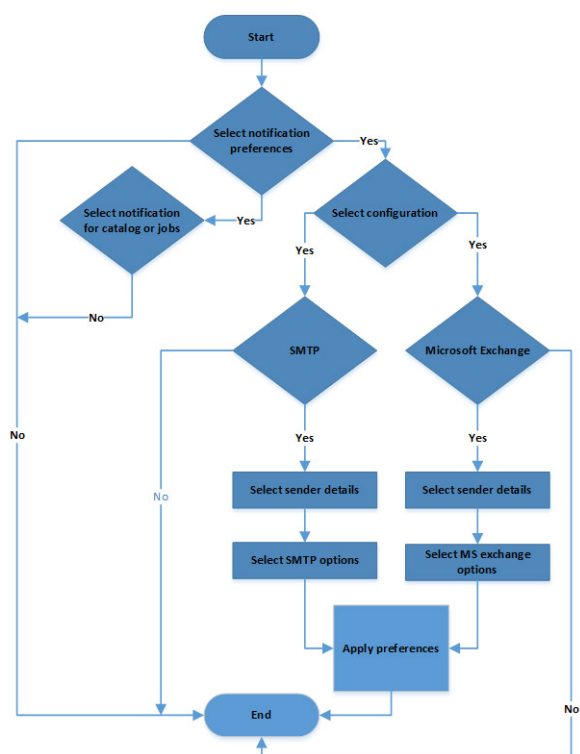 Start
Select notification
preferences
Yes
Select notification
for catalog or jobs
Yes
Select configuration
Yes
Yes
No
SMTP
Microsoft Exchange
No
Yes
Yes
Select sender details
Select sender details
No
Select SMTP options
Select MS exchange
options
Apply preferences
End
No